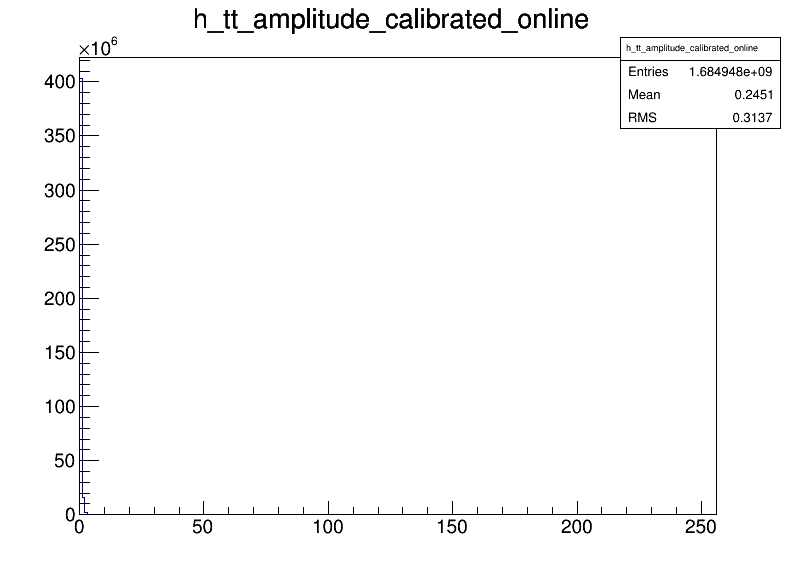 h_tt_amplitude_calibrated_online
×10⁶
h_tt_amplitude_calibrated_online
Entries 1.684948e+09
Mean 0.2451
RMS 0.3137
400
350
300
250
200
150
100
50
0
0 50 100 150 200 250